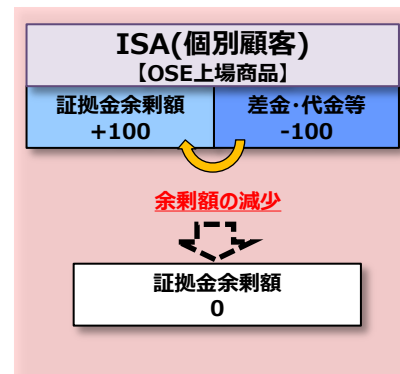 ISA(個別顧客)
【OSE上場商品】
証拠金余剰額 差金・代金等
+100 -100
余剰額の減少
証拠金余剰額
0